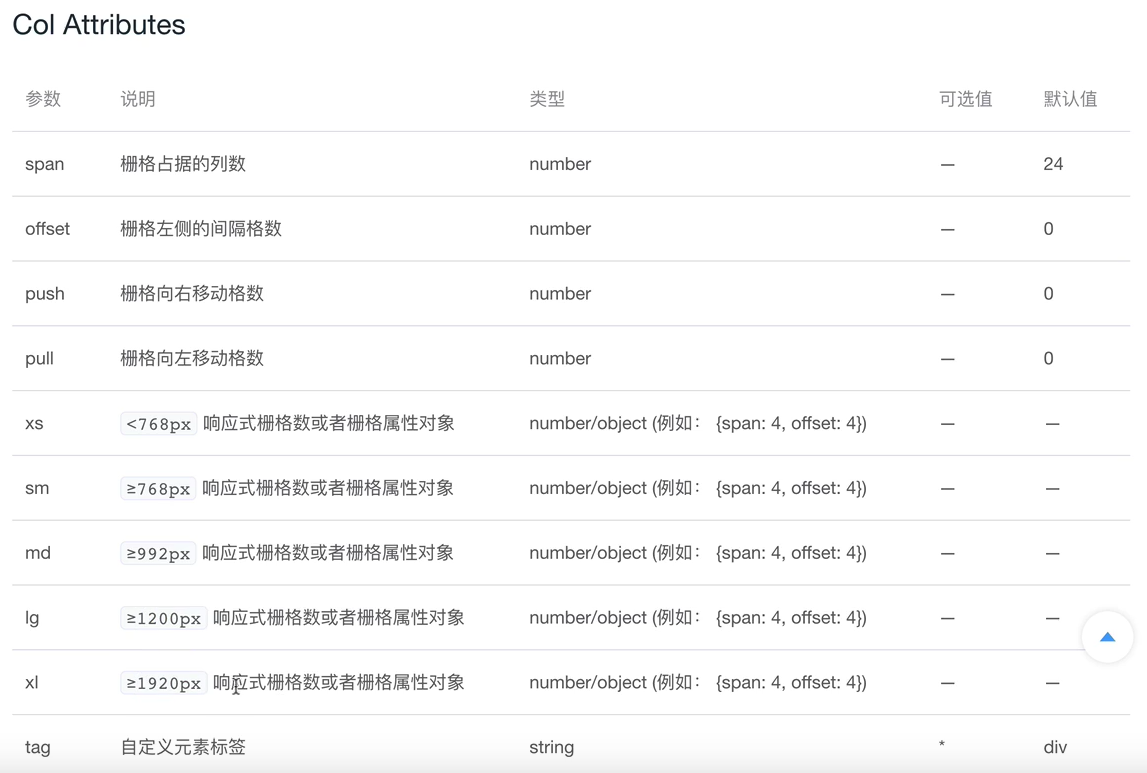 Col Attributes
参数 说明 类型 可选值 默认值
span 栅格占据的列数 number — 24
offset 栅格左侧的间隔格数 number — 0
push 栅格向右移动格数 number — 0
pull 栅格向左移动格数 number — 0
xs <768px 响应式栅格数或者栅格属性对象 number/object (例如： {span: 4, offset: 4}) — —
sm ≥768px 响应式栅格数或者栅格属性对象 number/object (例如： {span: 4, offset: 4}) — —
md ≥992px 响应式栅格数或者栅格属性对象 number/object (例如： {span: 4, offset: 4}) — —
lg ≥1200px 响应式栅格数或者栅格属性对象 number/object (例如： {span: 4, offset: 4}) — —
xl ≥1920px 响应式栅格数或者栅格属性对象 number/object (例如： {span: 4, offset: 4}) — —
tag 自定义元素标签 string * div